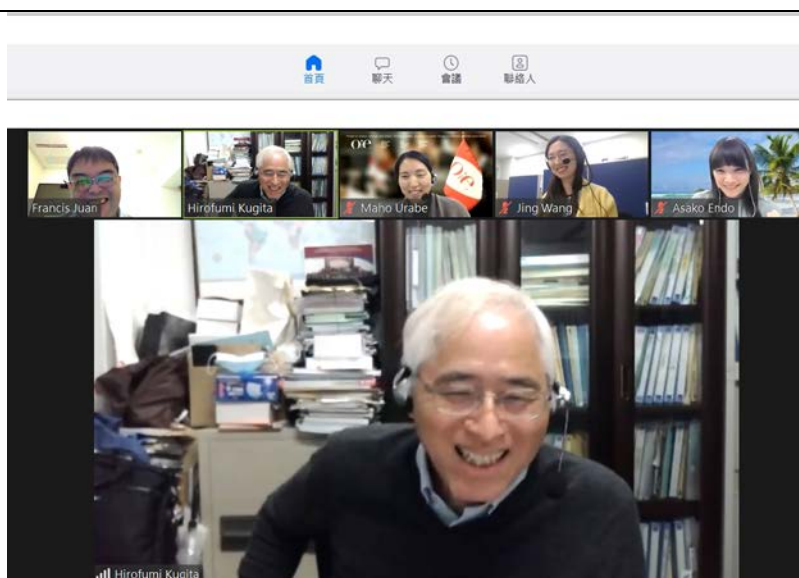 首頁 聊天 會議 聯絡人
oie
Francis Juan Hirofumi Kugita Maho Urabe Jing Wang Asako Endo
Hirofumi Kugita